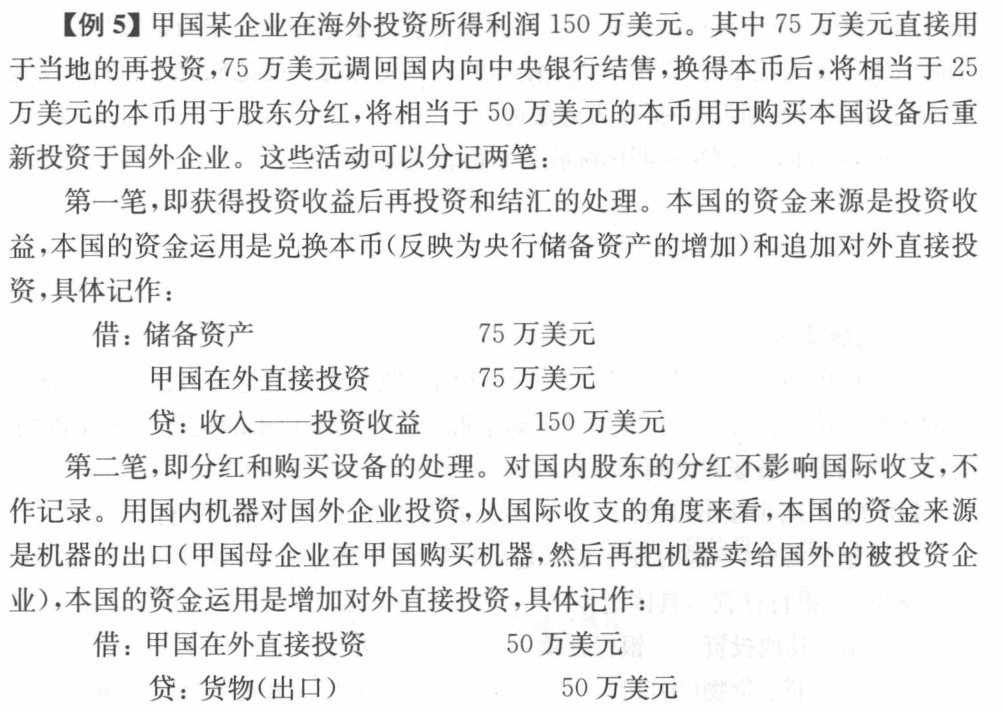 【例 5】甲国某企业在海外投资所得利润 150 万美元。其中 75 万美元直接用
于当地的再投资,75 万美元调回国内向中央银行结售,换得本币后,将相当于 25
万美元的本币用于股东分红,将相当于 50 万美元的本币用于购买本国设备后重
新投资于国外企业。这些活动可以分记两笔:
第一笔,即获得投资收益后再投资和结汇的处理。本国的资金来源是投资收
益,本国的资金运用是兑换本币(反映为央行储备资产的增加)和追加对外直接投
资,具体记作:
借: 储备资产 75 万美元
甲国在外直接投资 75 万美元
贷: 收入——投资收益 150 万美元
第二笔,即分红和购买设备的处理。对国内股东的分红不影响国际收支,不
作记录。用国内机器对国外企业投资,从国际收支的角度来看,本国的资金来源
是机器的出口(甲国母企业在甲国购买机器,然后再把机器卖给国外的被投资企
业),本国的资金运用是增加对外直接投资,具体记作:
借: 甲国在外直接投资 50 万美元
贷: 货物(出口) 50 万美元